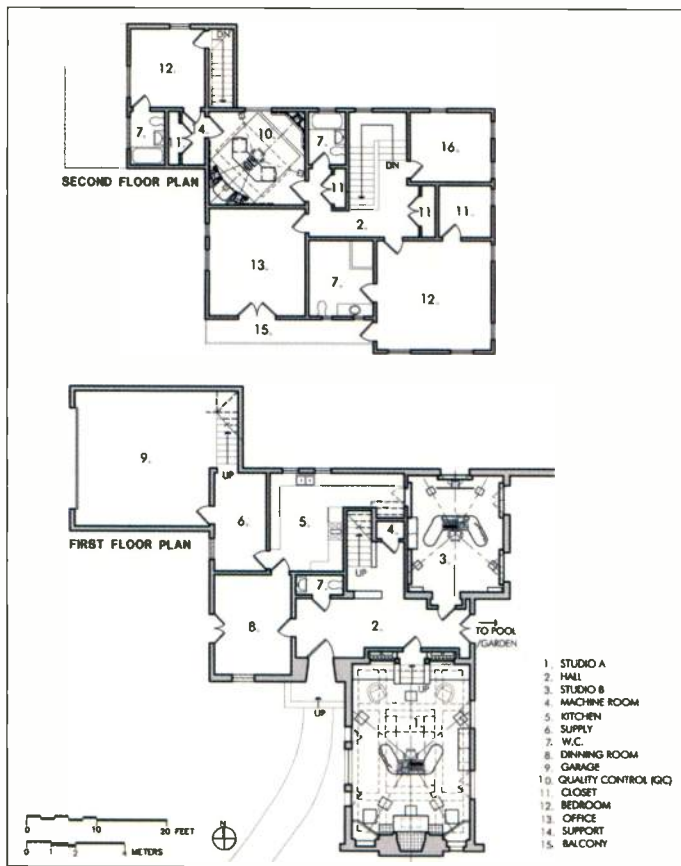 DN
12.
7.
1
4.
10.
7.
16.
DN
11
11
11.
2.
SECOND FLOOR PLAN
13.
7.
12.
15.
9.
UP
6.
5.
4.
FIRST FLOOR PLAN
UP
3.
7.
8.
2.
TO POOL
/GARDEN
UP
UP
1.
1. STUDIO A
2. HALL
3. STUDIO B
4. MACHINE ROOM
5. KITCHEN
6. SUPPLY
7. W.C.
8. DINNING ROOM
9. GARAGE
10. QUALITY CONTROL (QC)
11. CLOSET
12. BEDROOM
13. OFFICE
14. SUPPORT
15. BALCONY
0 10 20 FEET
0 1 2 4 METERS
N